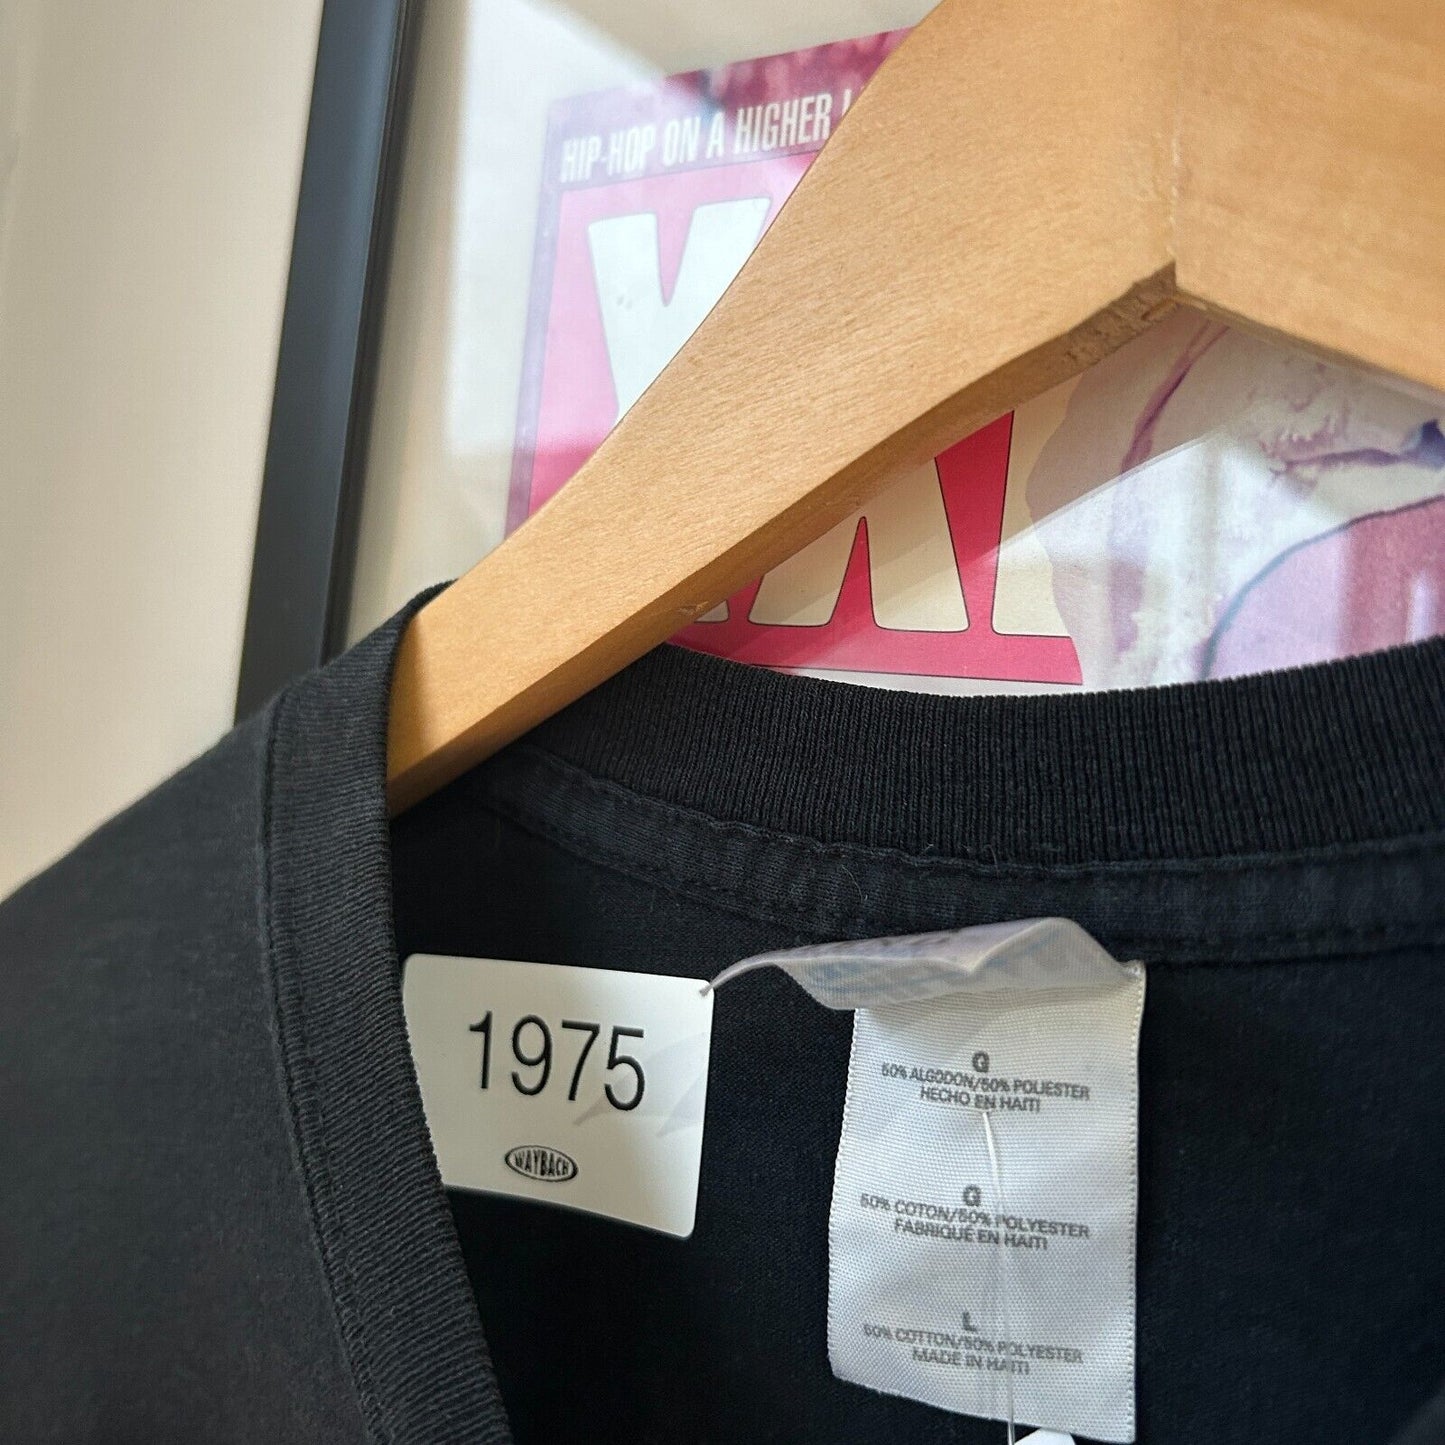 HIP-HOP ON A HIGHER
XX
1975
WAYBACK
G
50% ALGODON/50% POLIESTER
HECHO EN HAITI
G
50% COTON/50% POLYESTER
FABRIQUÉ EN HAITI
L
50% COTTON/50% POLYESTER
MADE IN HAITI